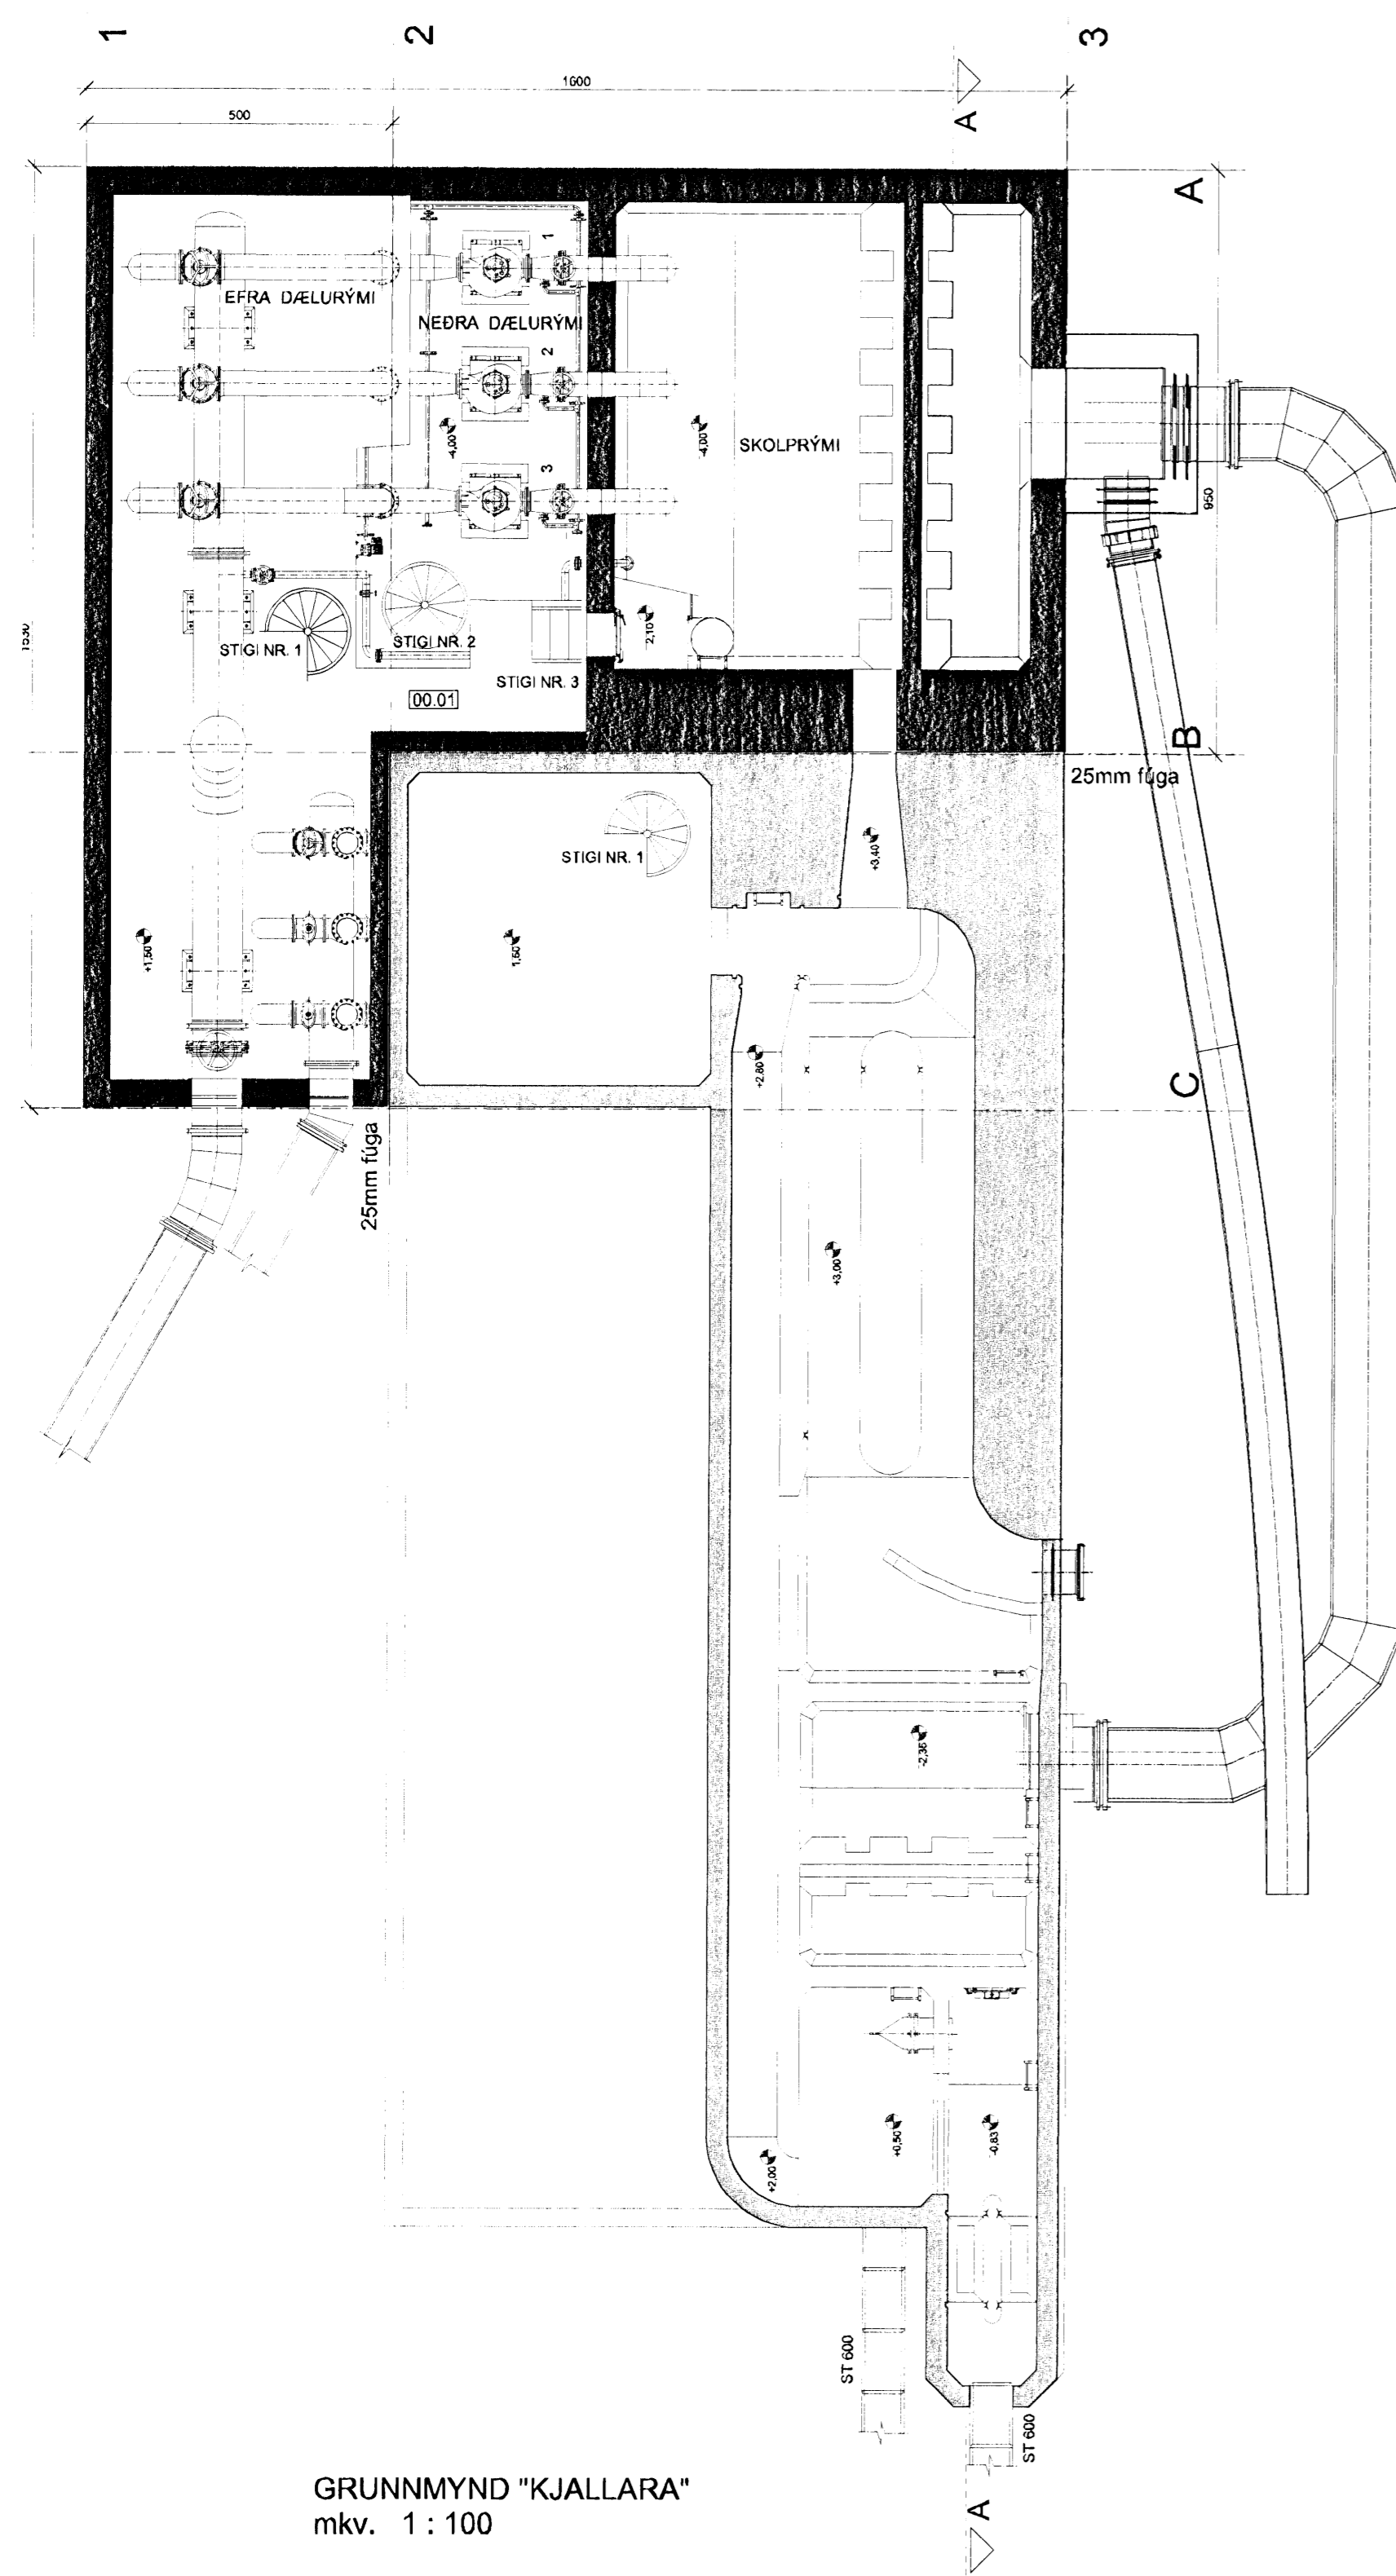 1
2
3
1600
500
A
A
EFRA DÆLURÝMI
NEÐRA DÆLURÝMI
1
2
3
-4,00
-4,00
SKOLPRÝMI
950
1530
STIGI NR. 1
STIGI NR. 2
STIGI NR. 3
2,10
00.01
B
25mm fúga
STIGI NR. 1
+3,40
+1,50
1,60
+2,80
C
25mm fúga
+3,00
-2,35
+0,50
-0,83
+2,00
ST 600
ST 600
GRUNNMYND "KJALLARA"
mkv. 1 : 100
A